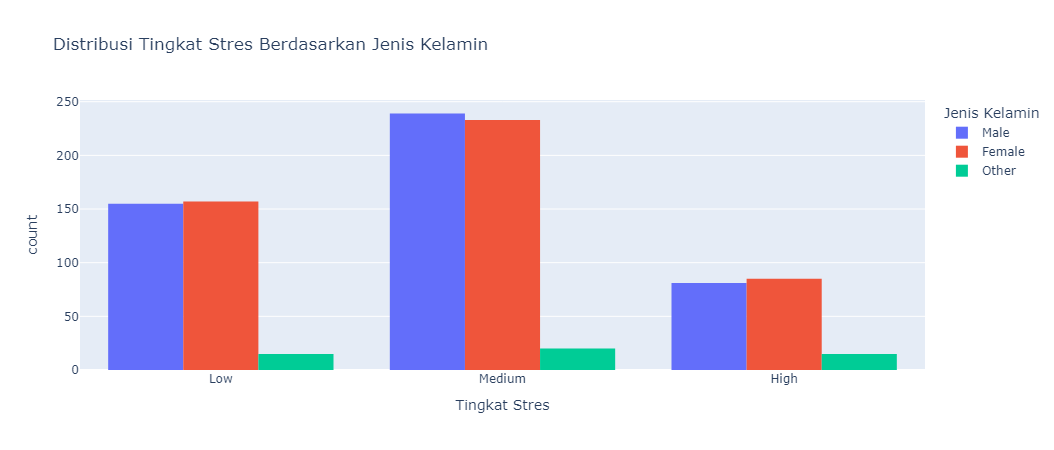 Distribusi Tingkat Stres Berdasarkan Jenis Kelamin
250
200
150
100
50
0
count
Low
Medium
High
Tingkat Stres
Jenis Kelamin
Male
Female
Other